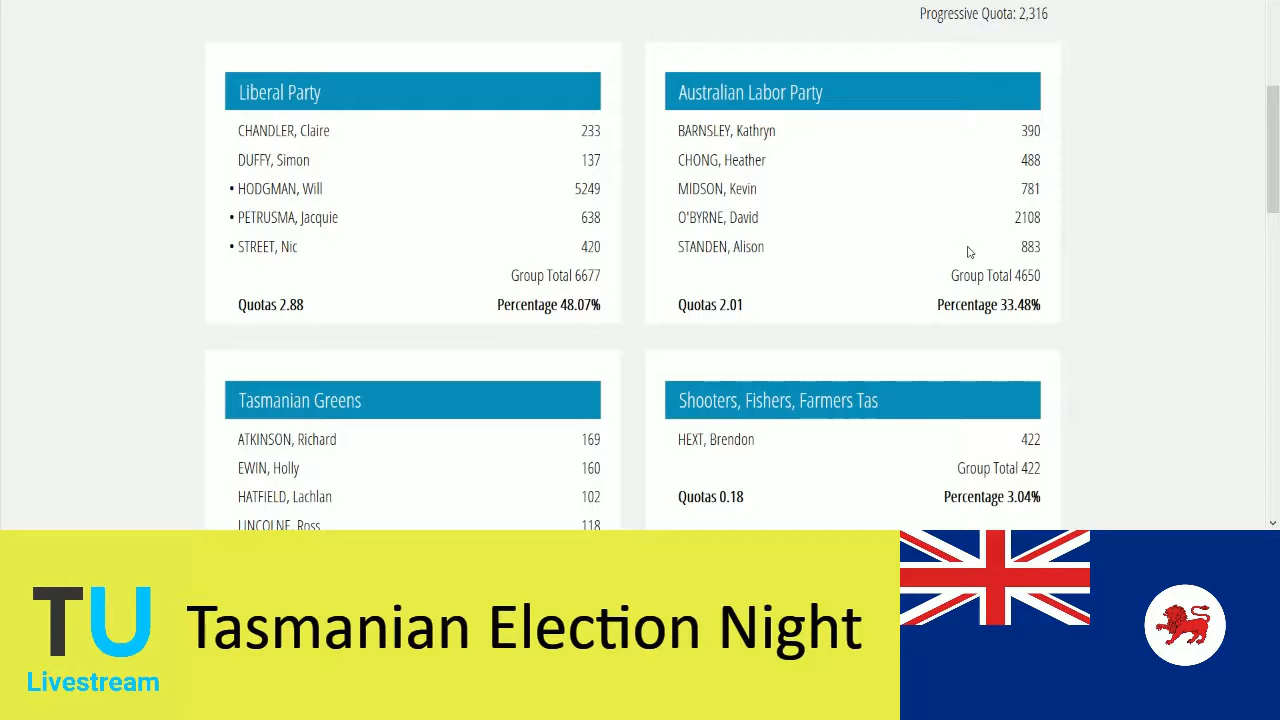 Progressive Quota: 2,316
Liberal Party
CHANDLER, Claire 233
DUFFY, Simon 137
• HODGMAN, Will 5249
• PETRUSMA, Jacquie 638
• STREET, Nic 420
Group Total 6677
Quotas 2.88 Percentage 48.07%
Australian Labor Party
BARNSLEY, Kathryn 390
CHONG, Heather 488
MIDSON, Kevin 781
O'BYRNE, David 2108
STANDEN, Alison 883
Group Total 4650
Quotas 2.01 Percentage 33.48%
Tasmanian Greens
ATKINSON, Richard 169
EWIN, Holly 160
HATFIELD, Lachlan 102
LINCOLNE, Ross 118
Shooters, Fishers, Farmers Tas
HEXT, Brendon 422
Group Total 422
Quotas 0.18 Percentage 3.04%
TU
Livestream
Tasmanian Election Night